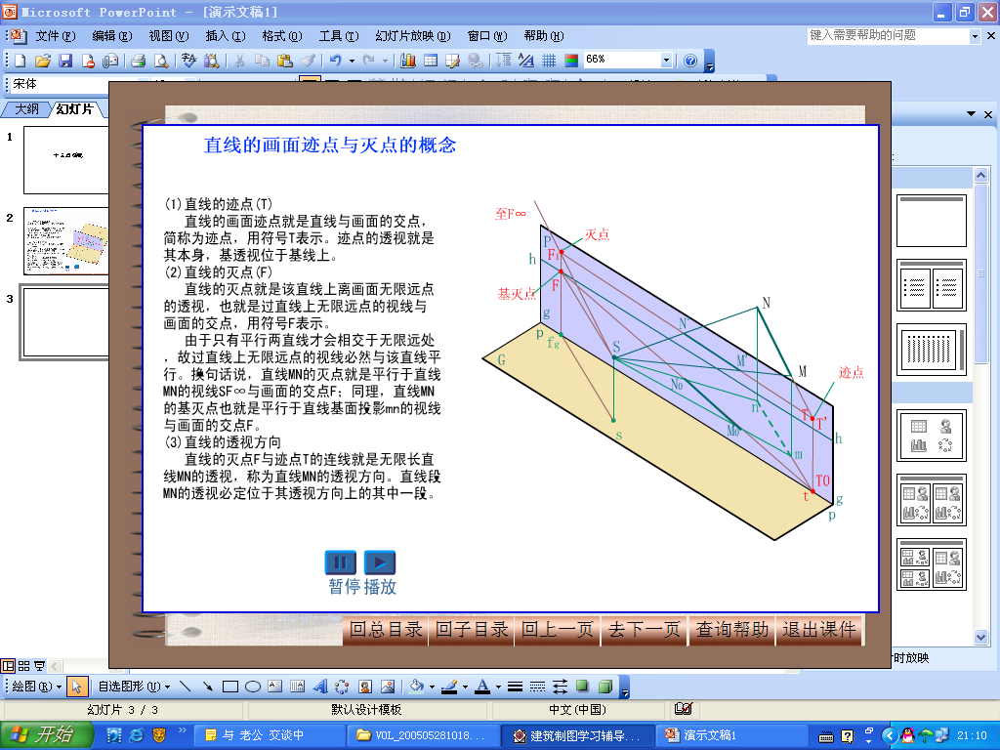 Microsoft PowerPoint - [演示文稿1]
文件(F) 编辑(E) 视图(V) 插入(I) 格式(O) 工具(T) 幻灯片放映(D) 窗口(W) 帮助(H)
键入需要帮助的问题
66%
宋体
大纲 幻灯片
1
2
3
直线的画面迹点与灭点的概念
(1)直线的迹点(T)
直线的画面迹点就是直线与画面的交点,
简称为迹点，用符号T表示。迹点的透视就是
其本身，基透视位于基线上。
(2)直线的灭点(F)
直线的灭点就是该直线上离画面无限远点
的透视，也就是过直线上无限远点的视线与
画面的交点，用符号F表示。
由于只有平行两直线才会相交于无限远处
，故过直线上无限远点的视线必然与该直线平
行。换句话说，直线MN的灭点就是平行于直线
MN的视线SF∞与画面的交点F；同理，直线MN
的基灭点也就是平行于直线基面投影mn的视线
与画面的交点F。
(3)直线的透视方向
直线的灭点F与迹点T的连线就是无限长直
线MN的透视，称为直线MN的透视方向。直线段
MN的透视必定位于其透视方向上的其中一段。
至F∞
灭点
P
F₁
h
F
基灭点
g
p
fg
G
S
s
N
N'
M'
M
N₀
M₀
n
m
迹点
T
T'
h
T0
t
g
p
暂停 播放
回总目录 回子目录 回上一页 去下一页 查询帮助 退出课件
时放映
绘图(R) 自选图形(U)
幻灯片 3 / 3 默认设计模板 中文(中国)
开始 与 老公 交谈中 VOL_200505281018... 建筑制图学习辅导... 演示文稿1 21:10